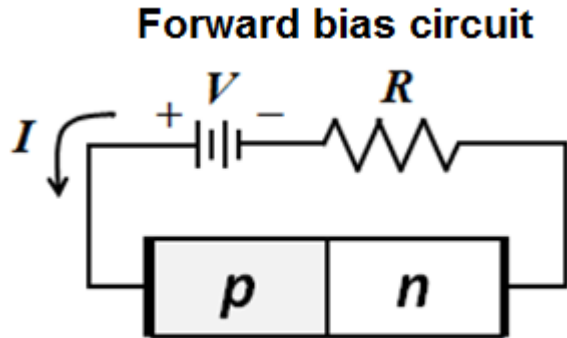 Forward bias circuit
+ V − R
I
p n